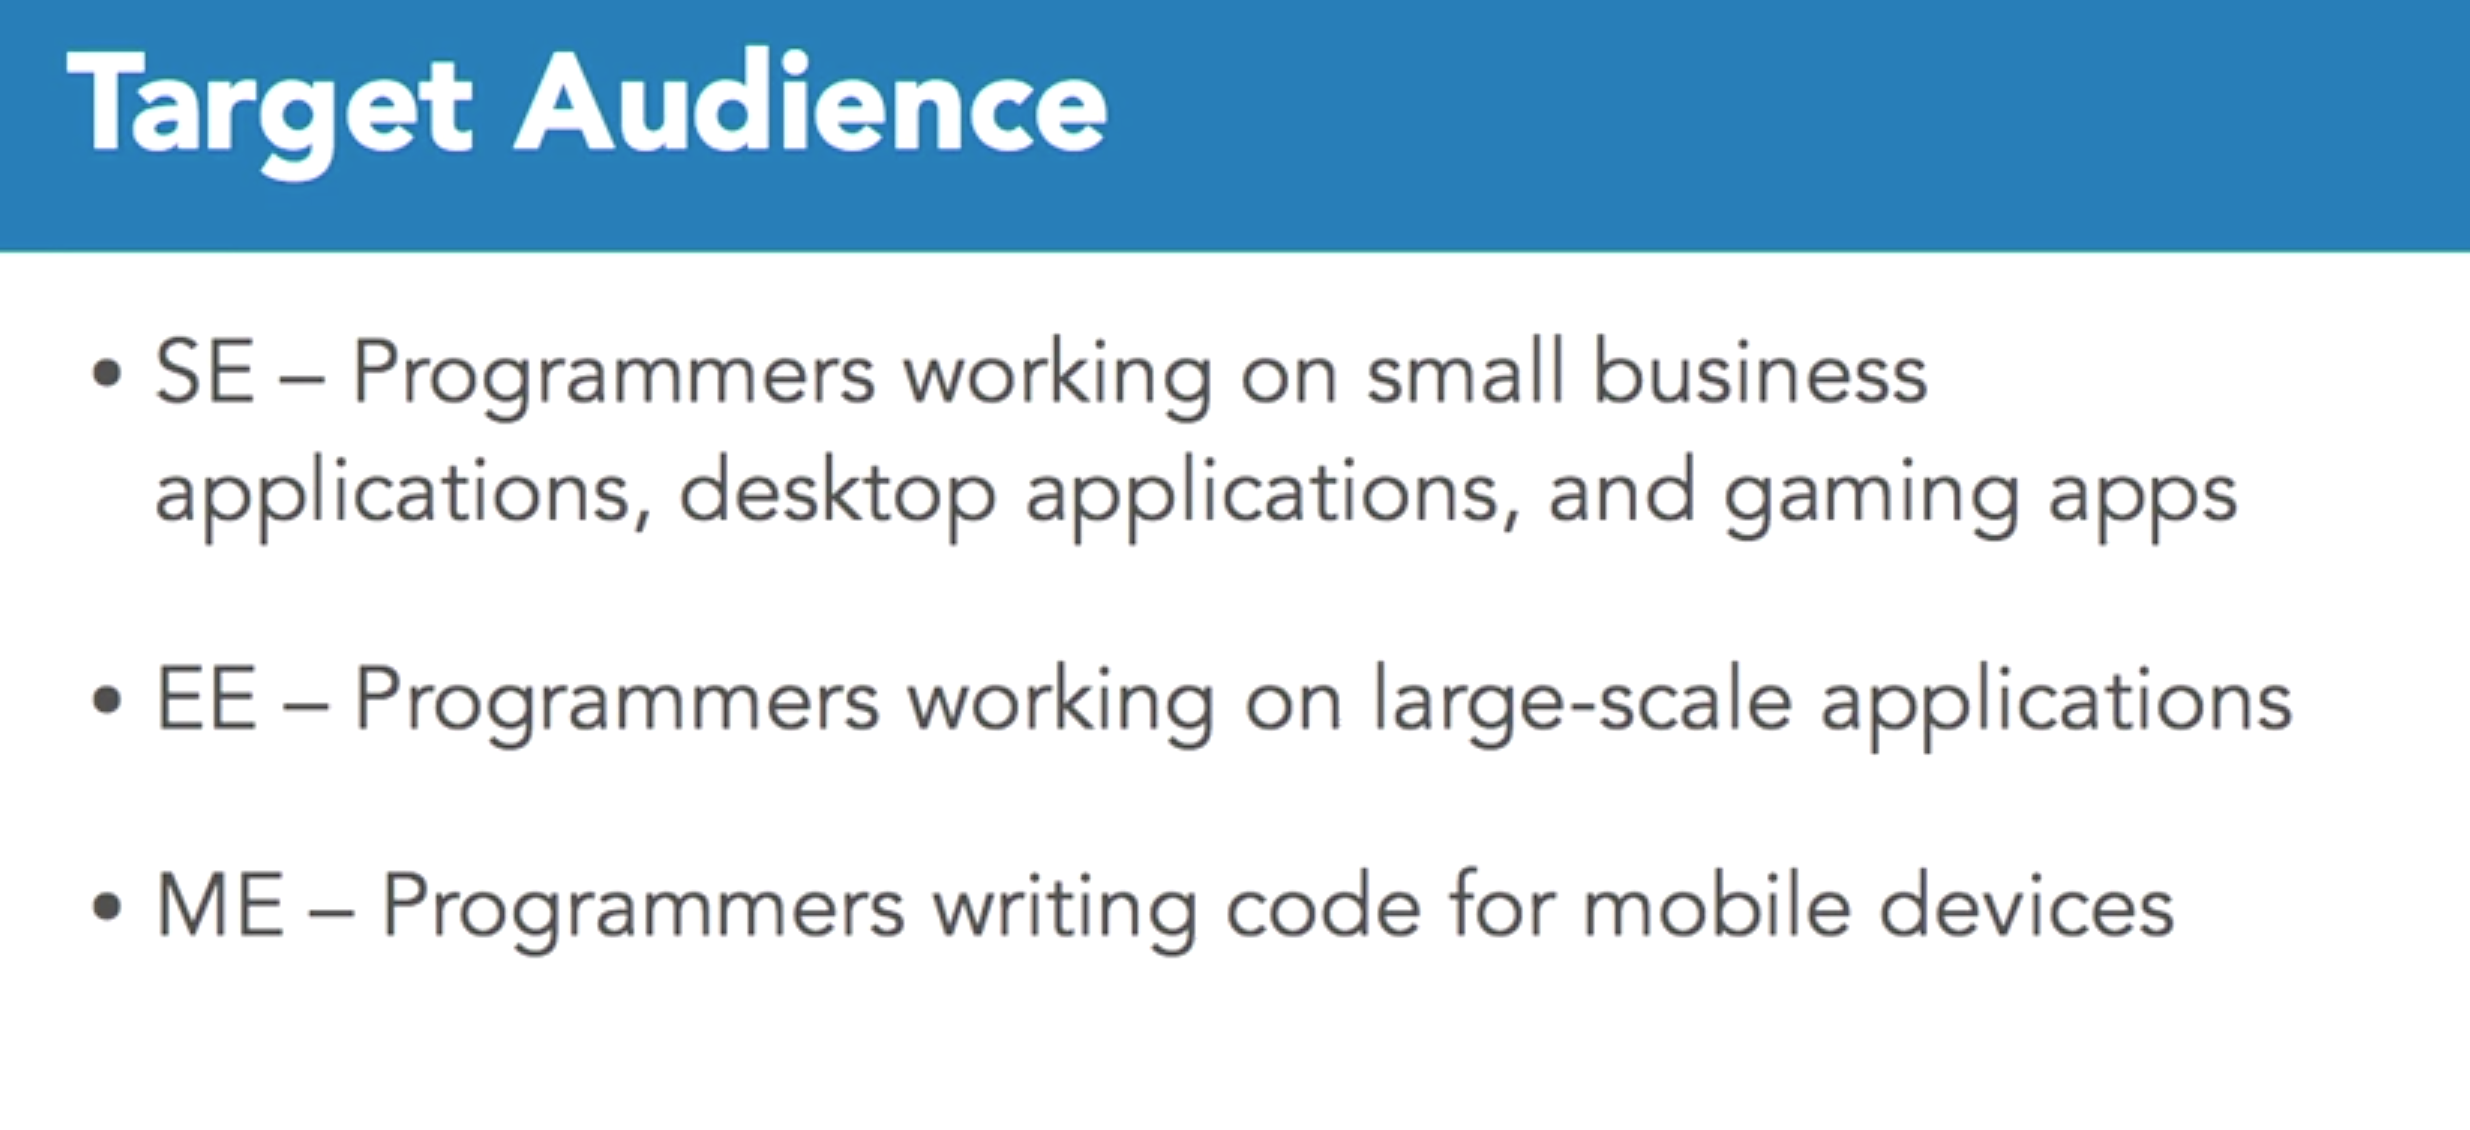 Target Audience
• SE – Programmers working on small business
applications, desktop applications, and gaming apps
• EE – Programmers working on large-scale applications
• ME – Programmers writing code for mobile devices